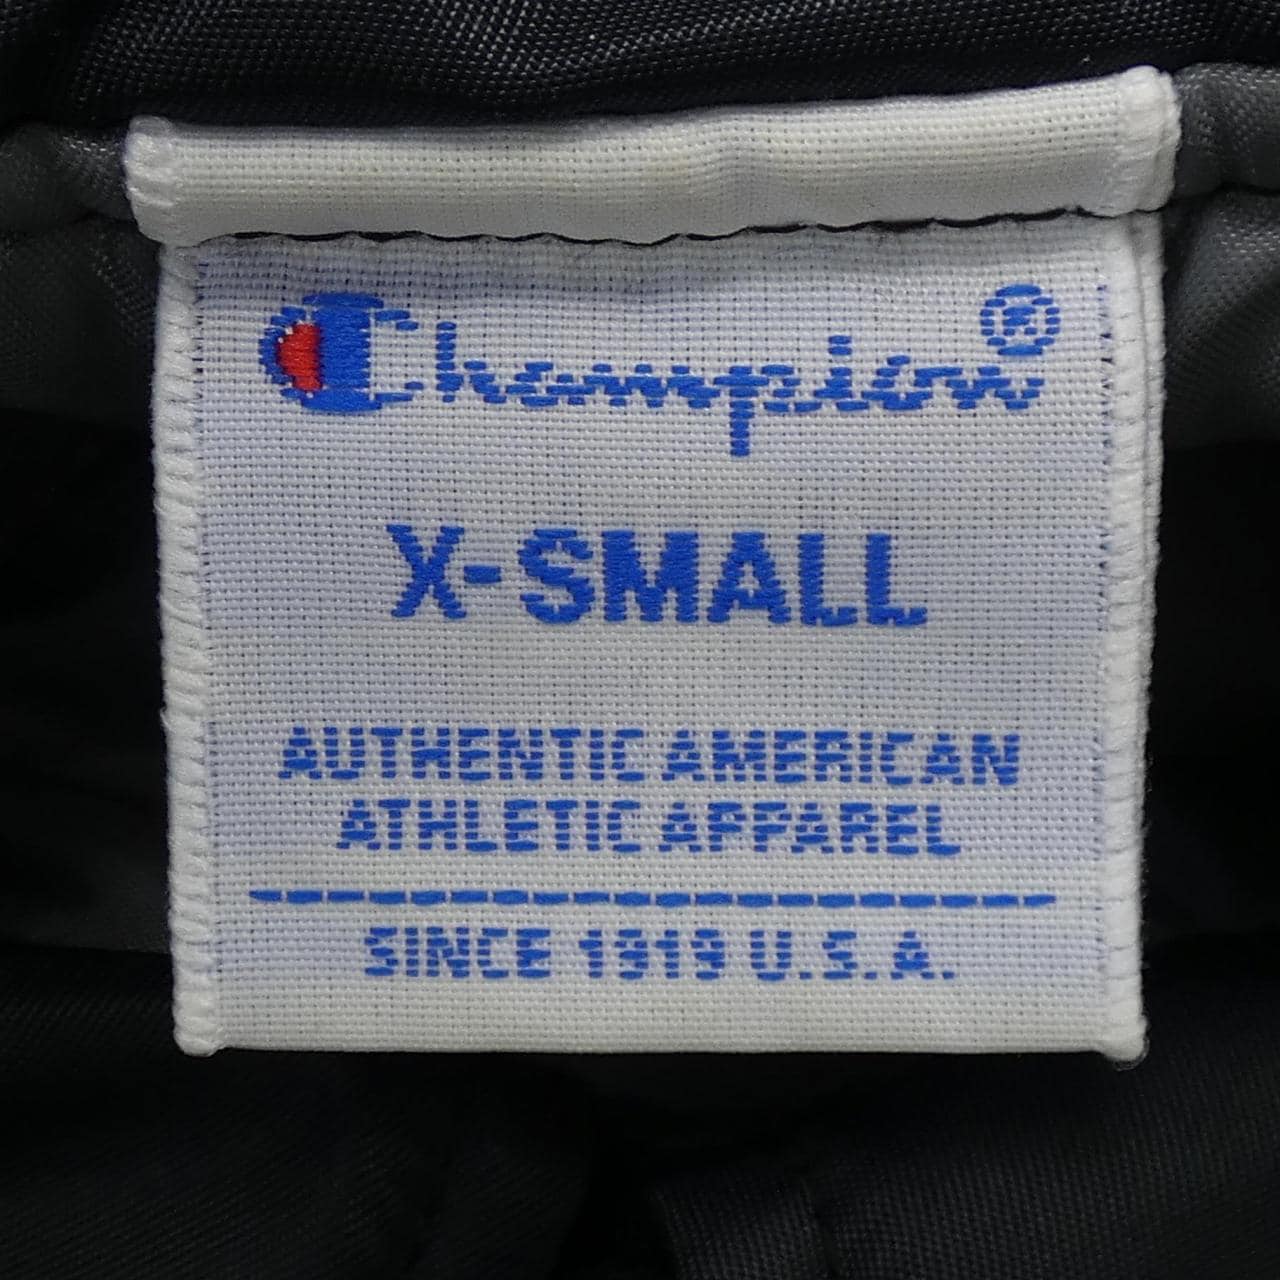 Champion®
X-SMALL
AUTHENTIC AMERICAN
ATHLETIC APPAREL
SINCE 1919 U.S.A.